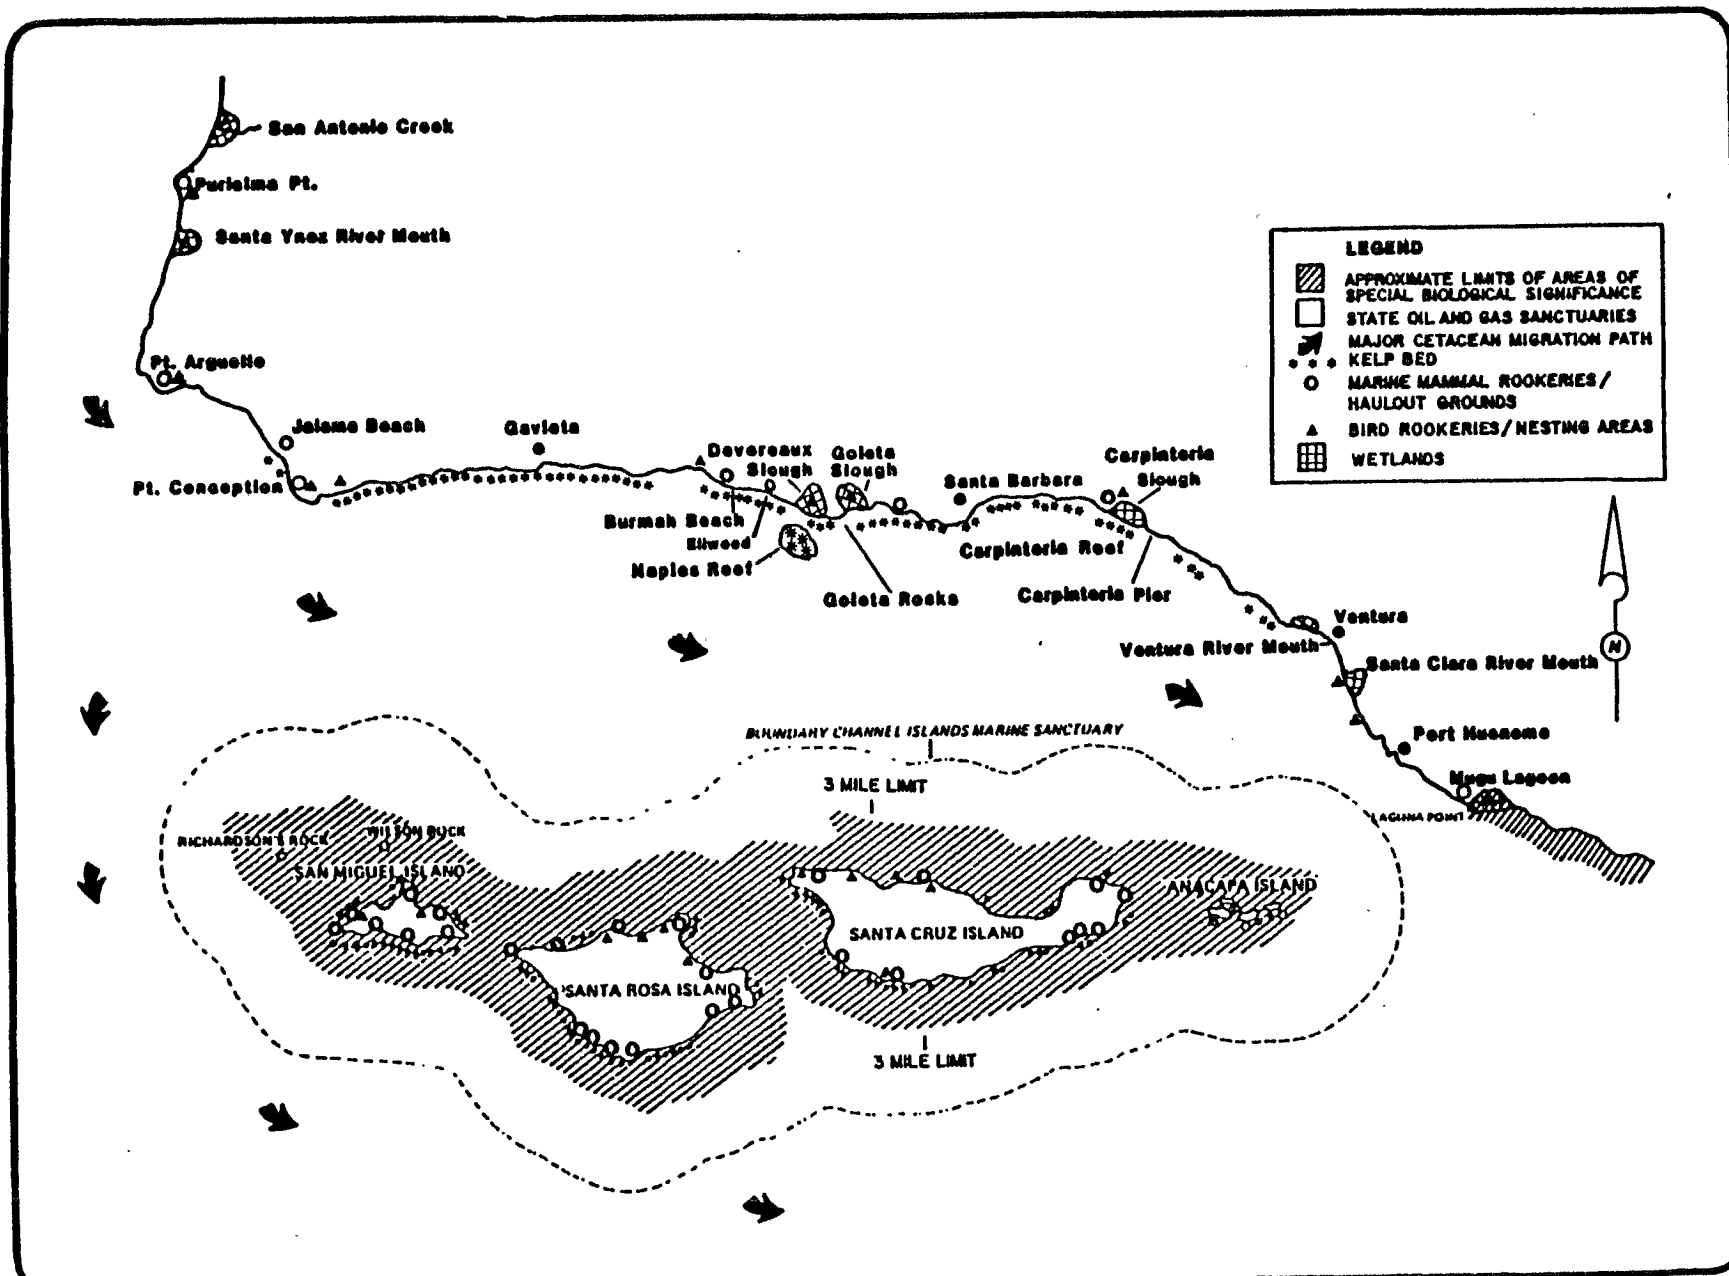 San Antonio Creek
Purisima Pt.
Santa Ynez River Mouth
LEGEND
APPROXIMATE LIMITS OF AREAS OF
SPECIAL BIOLOGICAL SIGNIFICANCE
STATE OIL AND GAS SANCTUARIES
MAJOR CETACEAN MIGRATION PATH
KELP BED
MARINE MAMMAL ROOKERIES/
HAULOUT GROUNDS
BIRD ROOKERIES/NESTING AREAS
WETLANDS
Pt. Arguello
Jalama Beach
Gaviota
Devereaux
Slough
Goleta
Slough
Santa Barbara
Carpinteria
Slough
Pt. Conception
Burmah Beach
Ellwood
Naples Reef
Goleta Rocks
Carpinteria Reef
Carpinteria Pier
N
Ventura
Ventura River Mouth
Santa Clara River Mouth
Port Hueneme
Mugu Lagoon
LAGUNA POINT
BOUNDARY CHANNEL ISLANDS MARINE SANCTUARY
3 MILE LIMIT
RICHARDSON'S ROCK
WILSON ROCK
SAN MIGUEL ISLAND
SANTA ROSA ISLAND
SANTA CRUZ ISLAND
ANACAPA ISLAND
3 MILE LIMIT